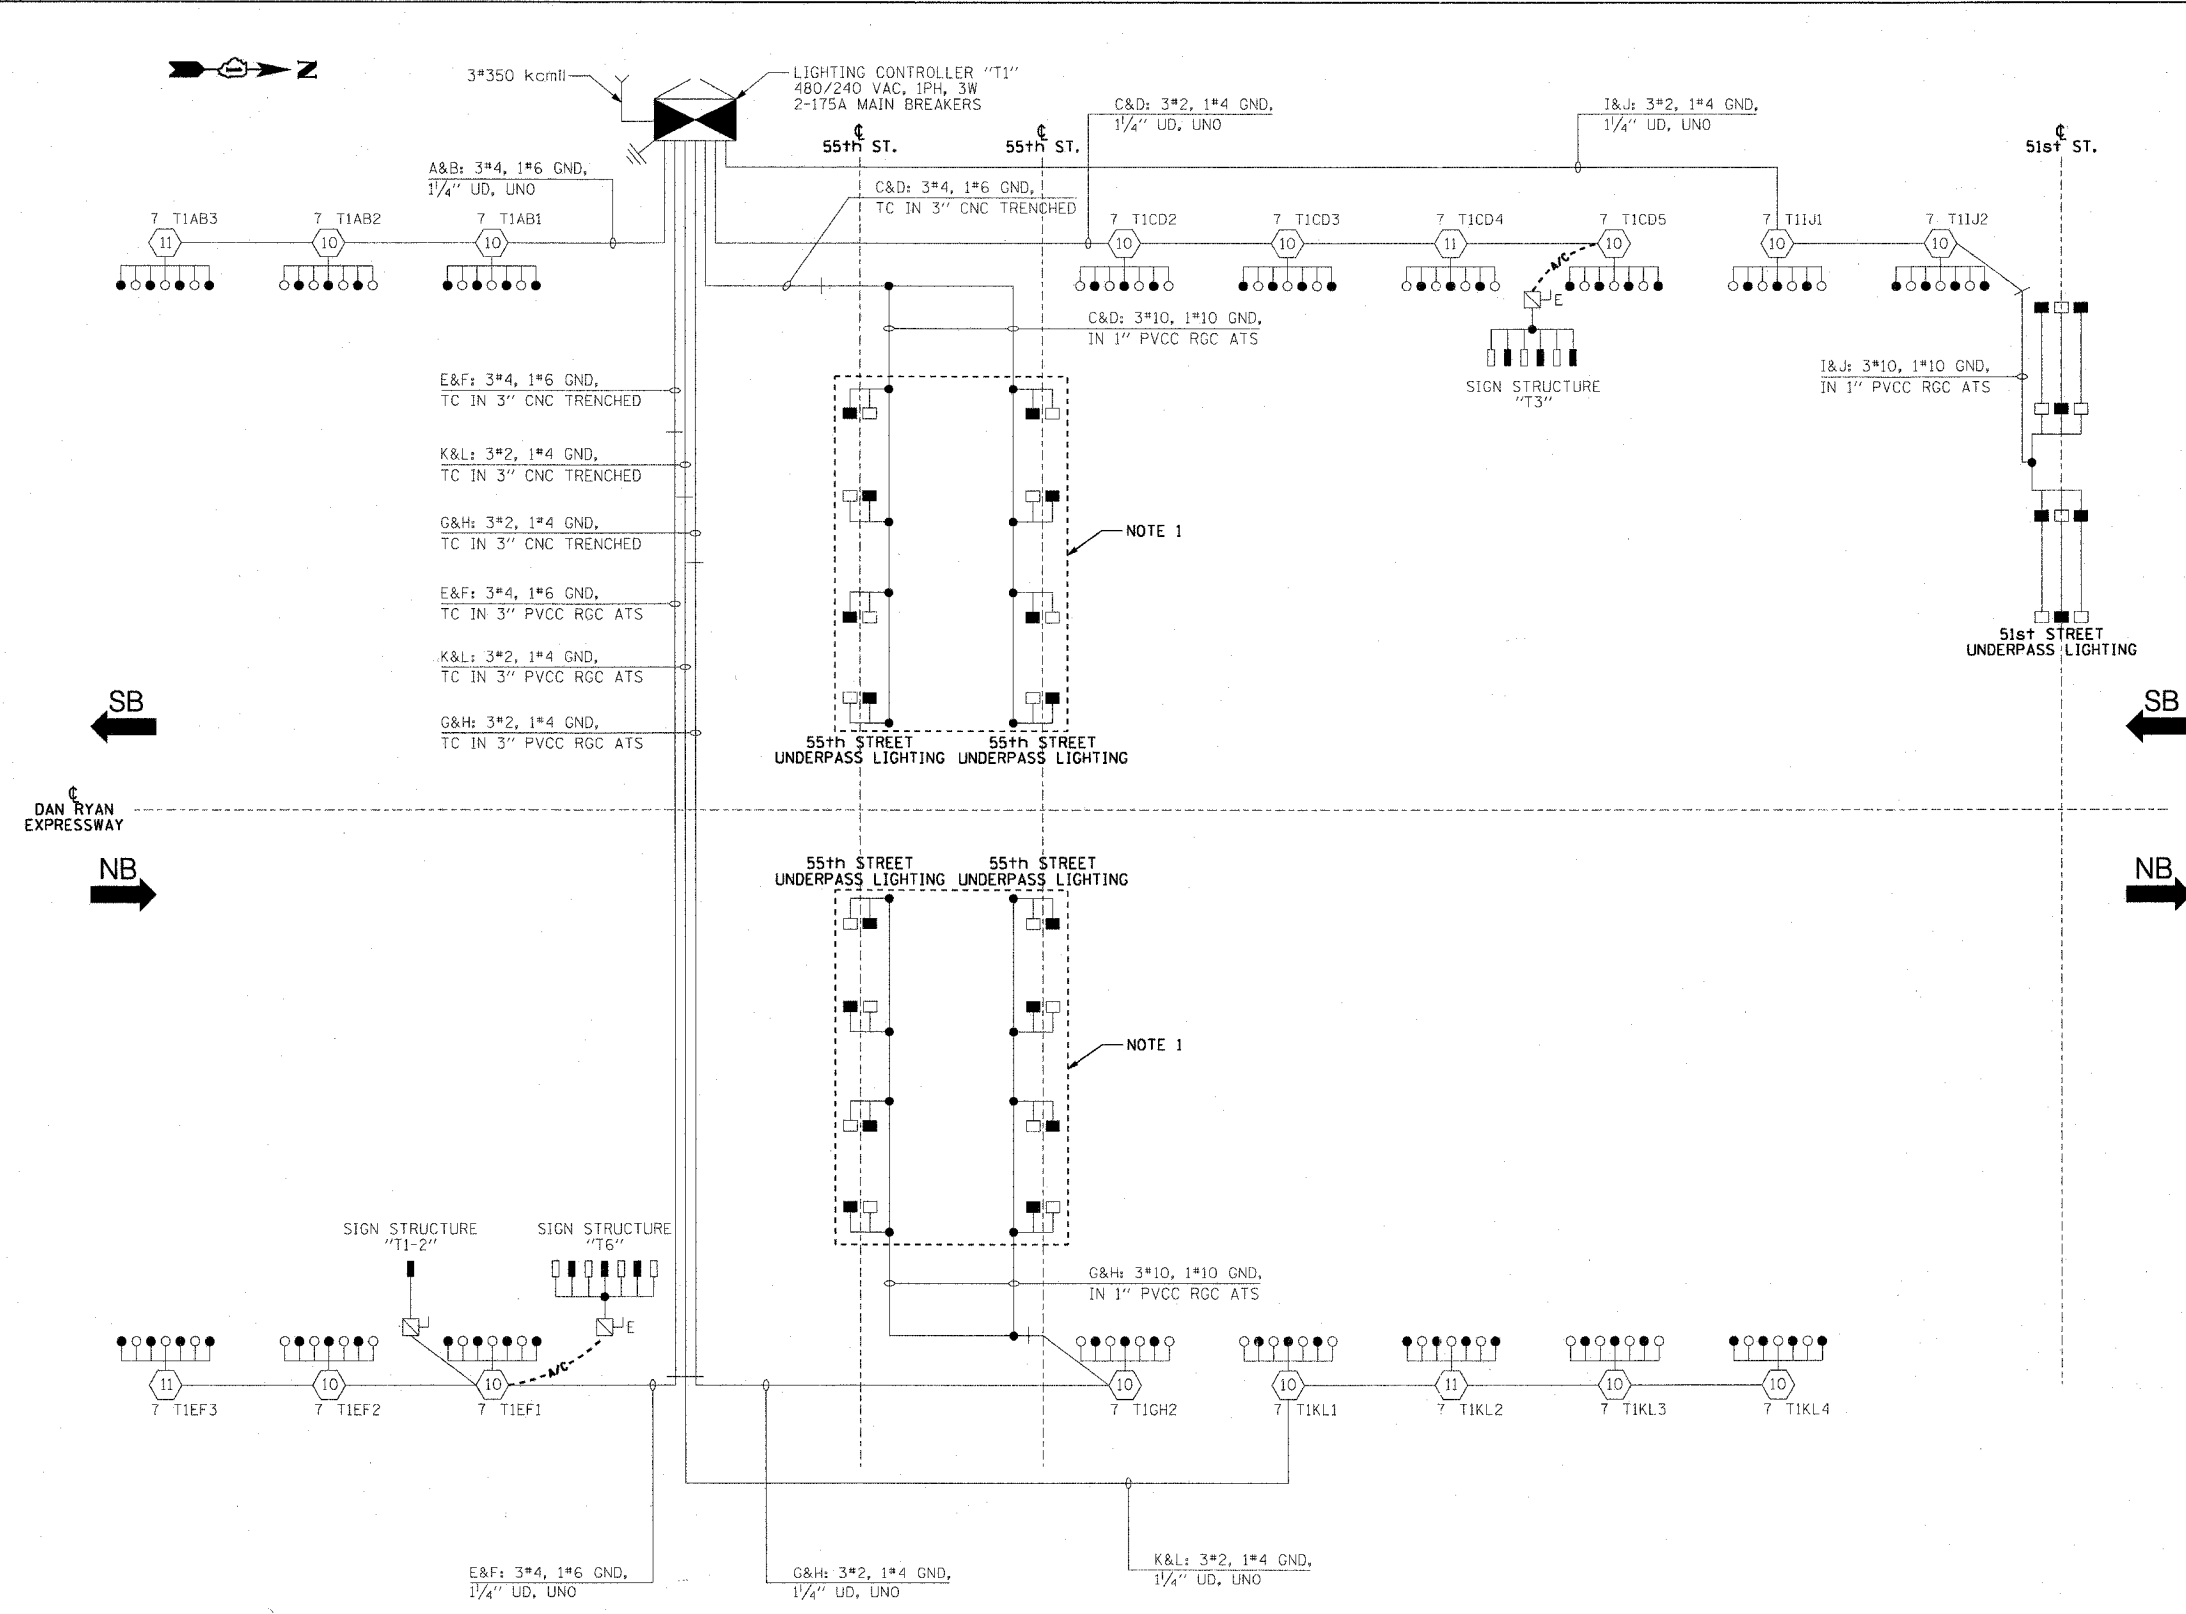 N
3#350 kcmil
LIGHTING CONTROLLER "T1"
480/240 VAC, 1PH, 3W
2-175A MAIN BREAKERS
C&D: 3#2, 1#4 GND,
1 1/4" UD, UNO
I&J: 3#2, 1#4 GND,
1 1/4" UD, UNO
℄
55th ST.
℄
55th ST.
℄
51st ST.
A&B: 3#4, 1#6 GND,
1 1/4" UD, UNO
C&D: 3#4, 1#6 GND,
TC IN 3" CNC TRENCHED
7 T1AB3
7 T1AB2
7 T1AB1
7 T1CD2
7 T1CD3
7 T1CD4
7 T1CD5
7 T1IJ1
7 T1IJ2
11
10
10
10
10
11
10
10
10
A/C
E
C&D: 3#10, 1#10 GND,
IN 1" PVCC RGC ATS
SIGN STRUCTURE
"T3"
I&J: 3#10, 1#10 GND,
IN 1" PVCC RGC ATS
E&F: 3#4, 1#6 GND,
TC IN 3" CNC TRENCHED
K&L: 3#2, 1#4 GND,
TC IN 3" CNC TRENCHED
G&H: 3#2, 1#4 GND,
TC IN 3" CNC TRENCHED
NOTE 1
E&F: 3#4, 1#6 GND,
TC IN 3" PVCC RGC ATS
K&L: 3#2, 1#4 GND,
TC IN 3" PVCC RGC ATS
51st STREET
UNDERPASS LIGHTING
G&H: 3#2, 1#4 GND,
TC IN 3" PVCC RGC ATS
SB
SB
55th STREET
UNDERPASS LIGHTING
55th STREET
UNDERPASS LIGHTING
℄
DAN RYAN
EXPRESSWAY
NB
NB
55th STREET
UNDERPASS LIGHTING
55th STREET
UNDERPASS LIGHTING
NOTE 1
SIGN STRUCTURE
"T1-2"
SIGN STRUCTURE
"T6"
G&H: 3#10, 1#10 GND,
IN 1" PVCC RGC ATS
E
A/C
11
10
10
10
10
11
10
10
7 T1EF3
7 T1EF2
7 T1EF1
7 T1GH2
7 T1KL1
7 T1KL2
7 T1KL3
7 T1KL4
E&F: 3#4, 1#6 GND,
1 1/4" UD, UNO
G&H: 3#2, 1#4 GND,
1 1/4" UD, UNO
K&L: 3#2, 1#4 GND,
1 1/4" UD, UNO